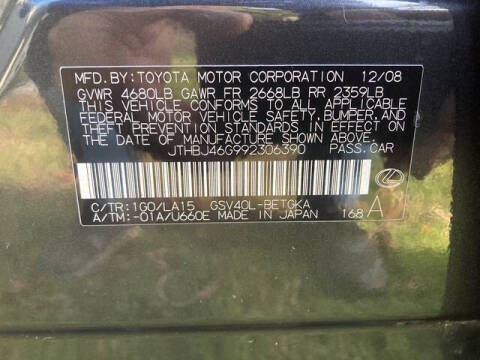 MFD.BY:TOYOTA MOTOR CORPORATION 12/08
GVWR 4680LB GAWR FR 2668LB RR 2359LB
THIS VEHICLE CONFORMS TO ALL APPLICABLE
FEDERAL MOTOR VEHICLE SAFETY,BUMPER,AND
THEFT PREVENTION STANDARDS IN EFFECT ON
THE DATE OF MANUFACTURE SHOWN ABOVE.
JTHBJ46G992306390 PASS.CAR
C/TR:1G0/LA15 GSV40L-BETGKA
A/TM:-01A/U660E MADE IN JAPAN 168 A